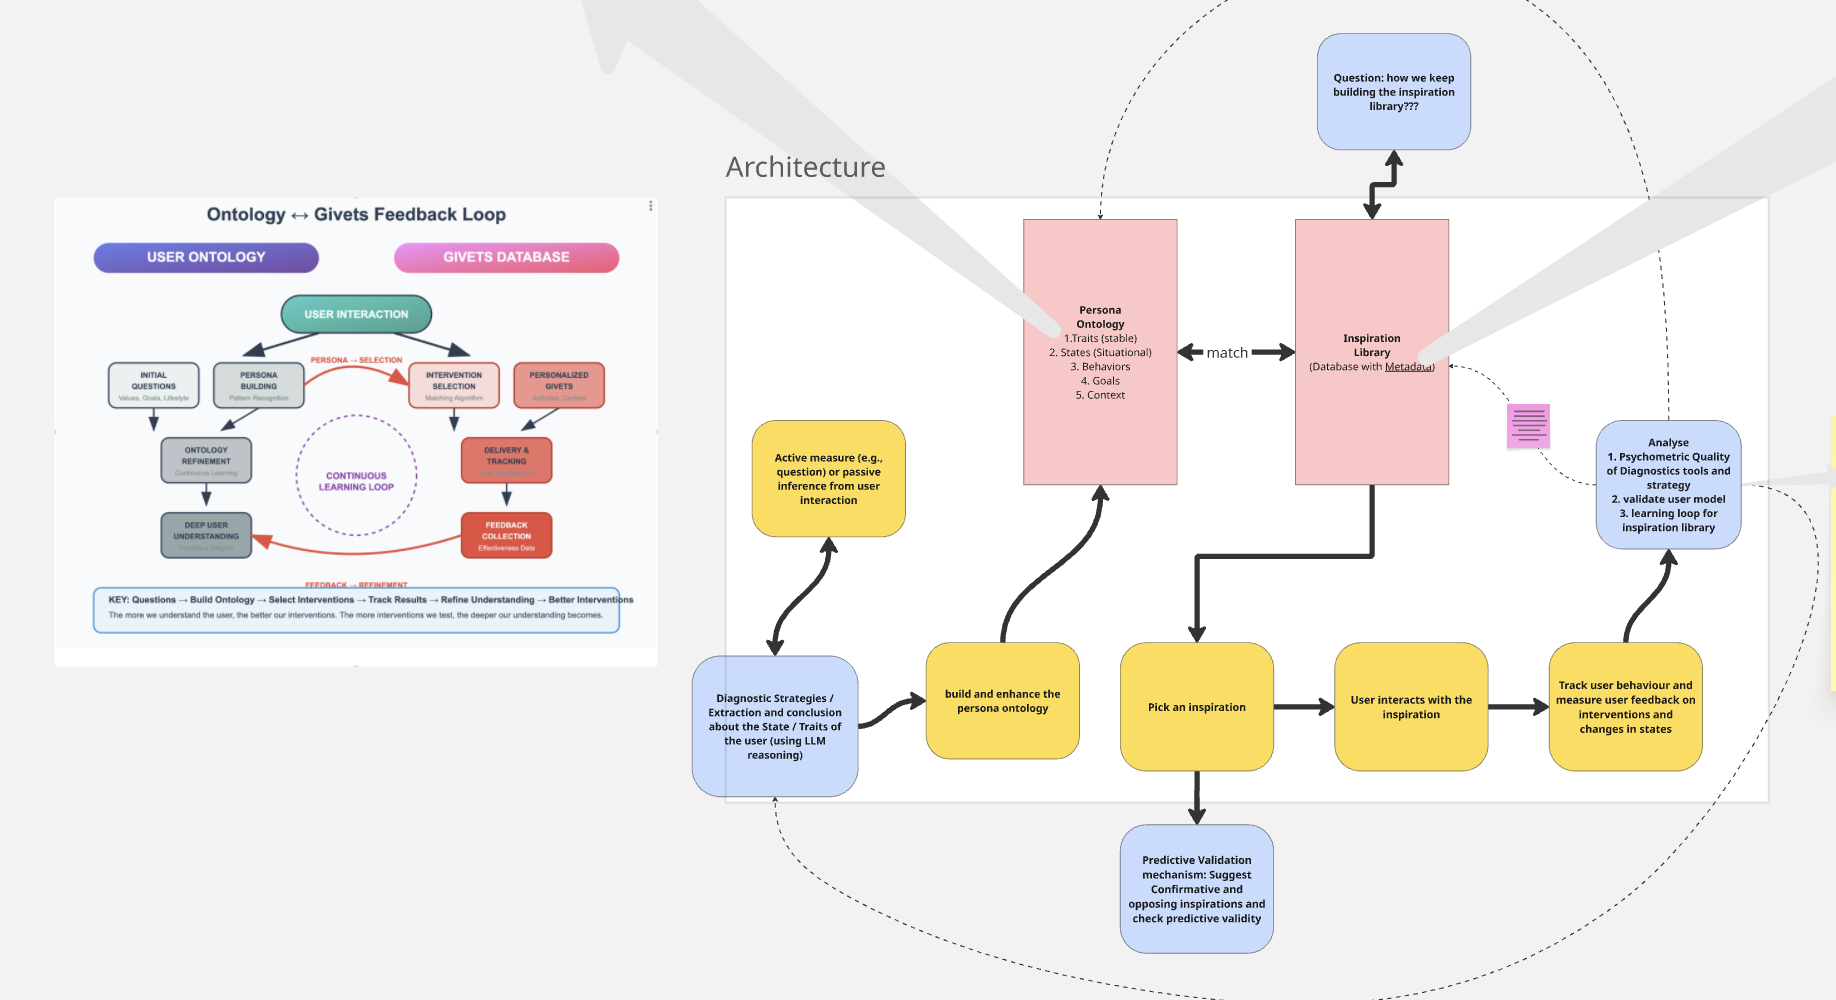 Ontology ↔ Givets Feedback Loop
USER ONTOLOGY
GIVETS DATABASE
USER INTERACTION
PERSONA → SELECTION
INITIAL
QUESTIONS
Values, Goals, Lifestyle
PERSONA
BUILDING
Pattern Recognition
INTERVENTION
SELECTION
Matching Algorithm
PERSONALIZED
GIVETS
Activities, Content
ONTOLOGY
REFINEMENT
Continuous Learning
CONTINUOUS
LEARNING LOOP
DELIVERY &
TRACKING
DEEP USER
UNDERSTANDING
Predictive Insights
FEEDBACK
COLLECTION
Effectiveness Data
FEEDBACK → REFINEMENT
KEY: Questions → Build Ontology → Select Interventions → Track Results → Refine Understanding → Better Interventions
The more we understand the user, the better our interventions. The more interventions we test, the deeper our understanding becomes.
Architecture
Question: how we keep
building the inspiration
library???
Persona
Ontology
1.Traits (stable)
2. States (Situational)
3. Behaviors
4. Goals
5. Context
match
Inspiration
Library
(Database with Metadata)
Active measure (e.g.,
question) or passive
inference from user
interaction
Analyse
1. Psychometric Quality
of Diagnostics tools and
strategy
2. validate user model
3. learning loop for
inspiration library
Diagnostic Strategies /
Extraction and conclusion
about the State / Traits of
the user (using LLM
reasoning)
build and enhance the
persona ontology
Pick an inspiration
User interacts with the
inspiration
Track user behaviour and
measure user feedback on
interventions and
changes in states
Predictive Validation
mechanism: Suggest
Confirmative and
opposing inspirations and
check predictive validity